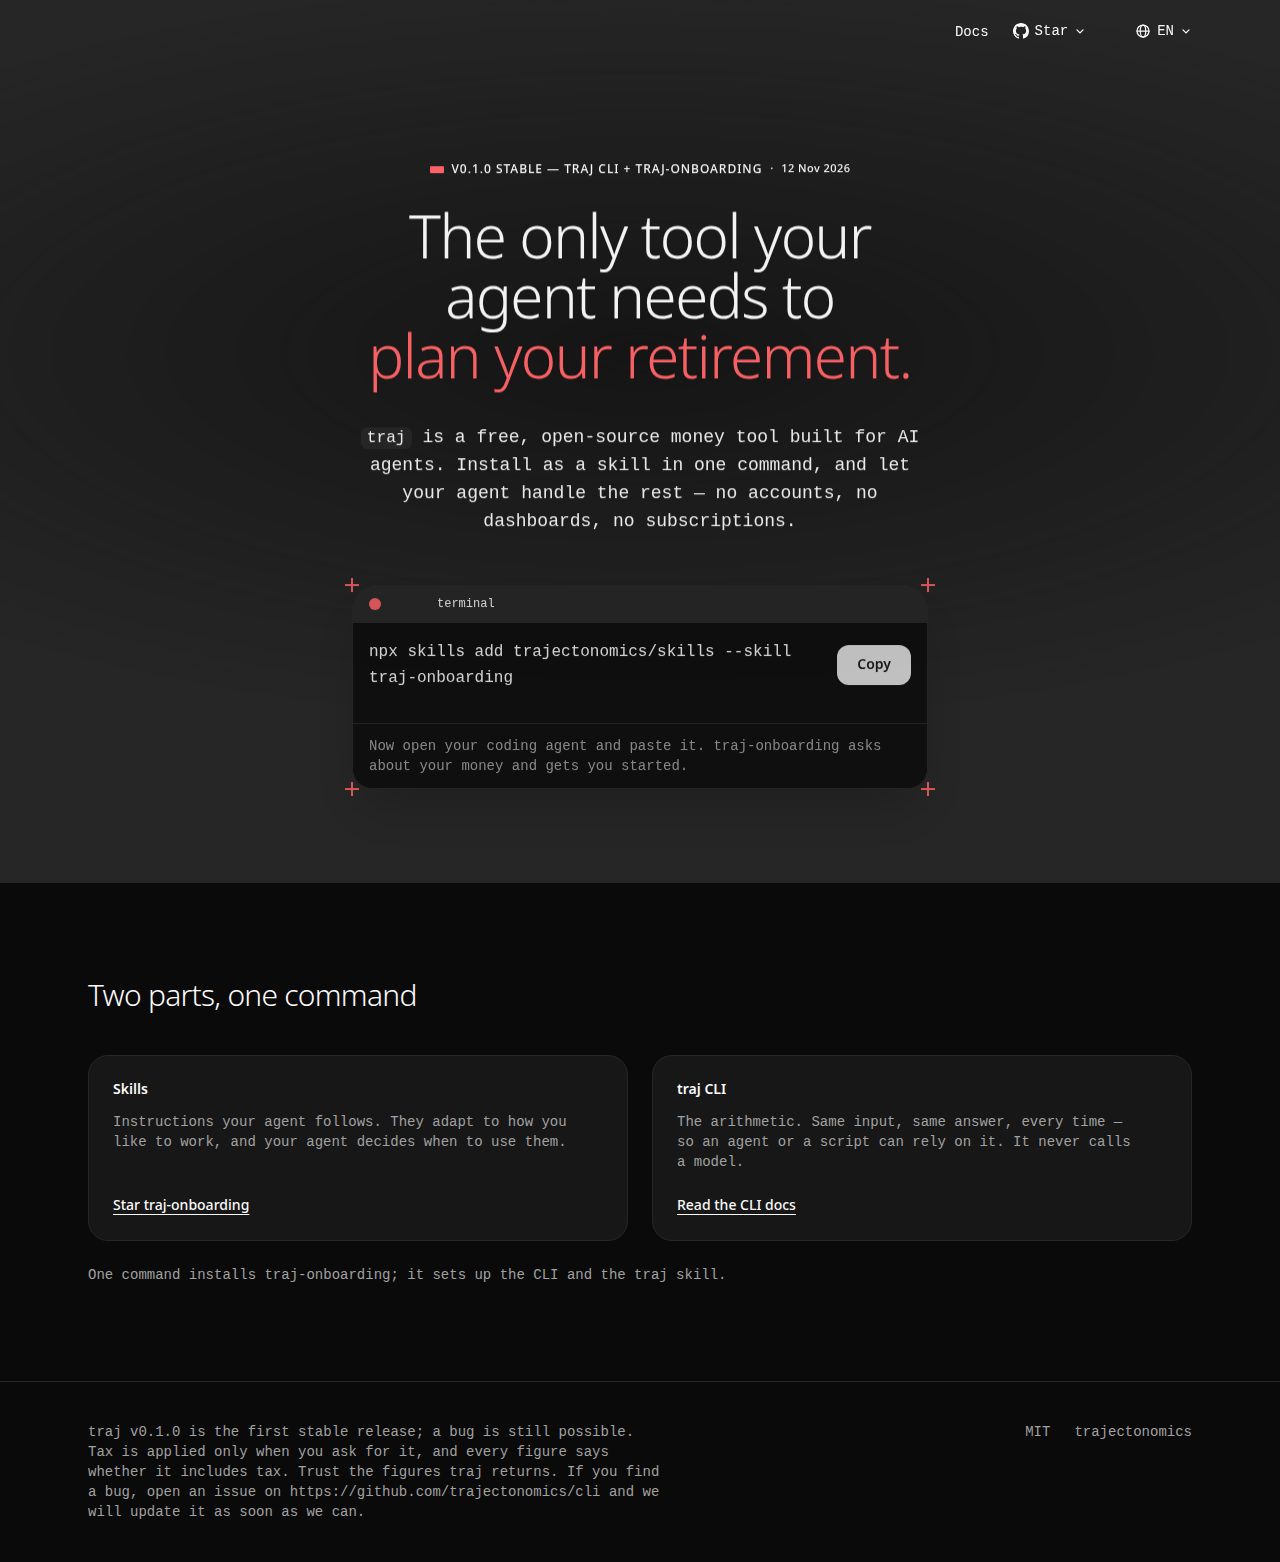 Docs Star EN
V0.1.0 STABLE — TRAJ CLI + TRAJ-ONBOARDING · 12 Nov 2026
The only tool your
agent needs to
plan your retirement.
traj is a free, open-source money tool built for AI
agents. Install as a skill in one command, and let
your agent handle the rest — no accounts, no
dashboards, no subscriptions.
terminal
npx skills add trajectonomics/skills --skill
traj-onboarding
Copy
Now open your coding agent and paste it. traj-onboarding asks
about your money and gets you started.
Two parts, one command
Skills
Instructions your agent follows. They adapt to how you
like to work, and your agent decides when to use them.
Star traj-onboarding
traj CLI
The arithmetic. Same input, same answer, every time —
so an agent or a script can rely on it. It never calls
a model.
Read the CLI docs
One command installs traj-onboarding; it sets up the CLI and the traj skill.
traj v0.1.0 is the first stable release; a bug is still possible.
Tax is applied only when you ask for it, and every figure says
whether it includes tax. Trust the figures traj returns. If you find
a bug, open an issue on https://github.com/trajectonomics/cli and we
will update it as soon as we can.
MIT trajectonomics